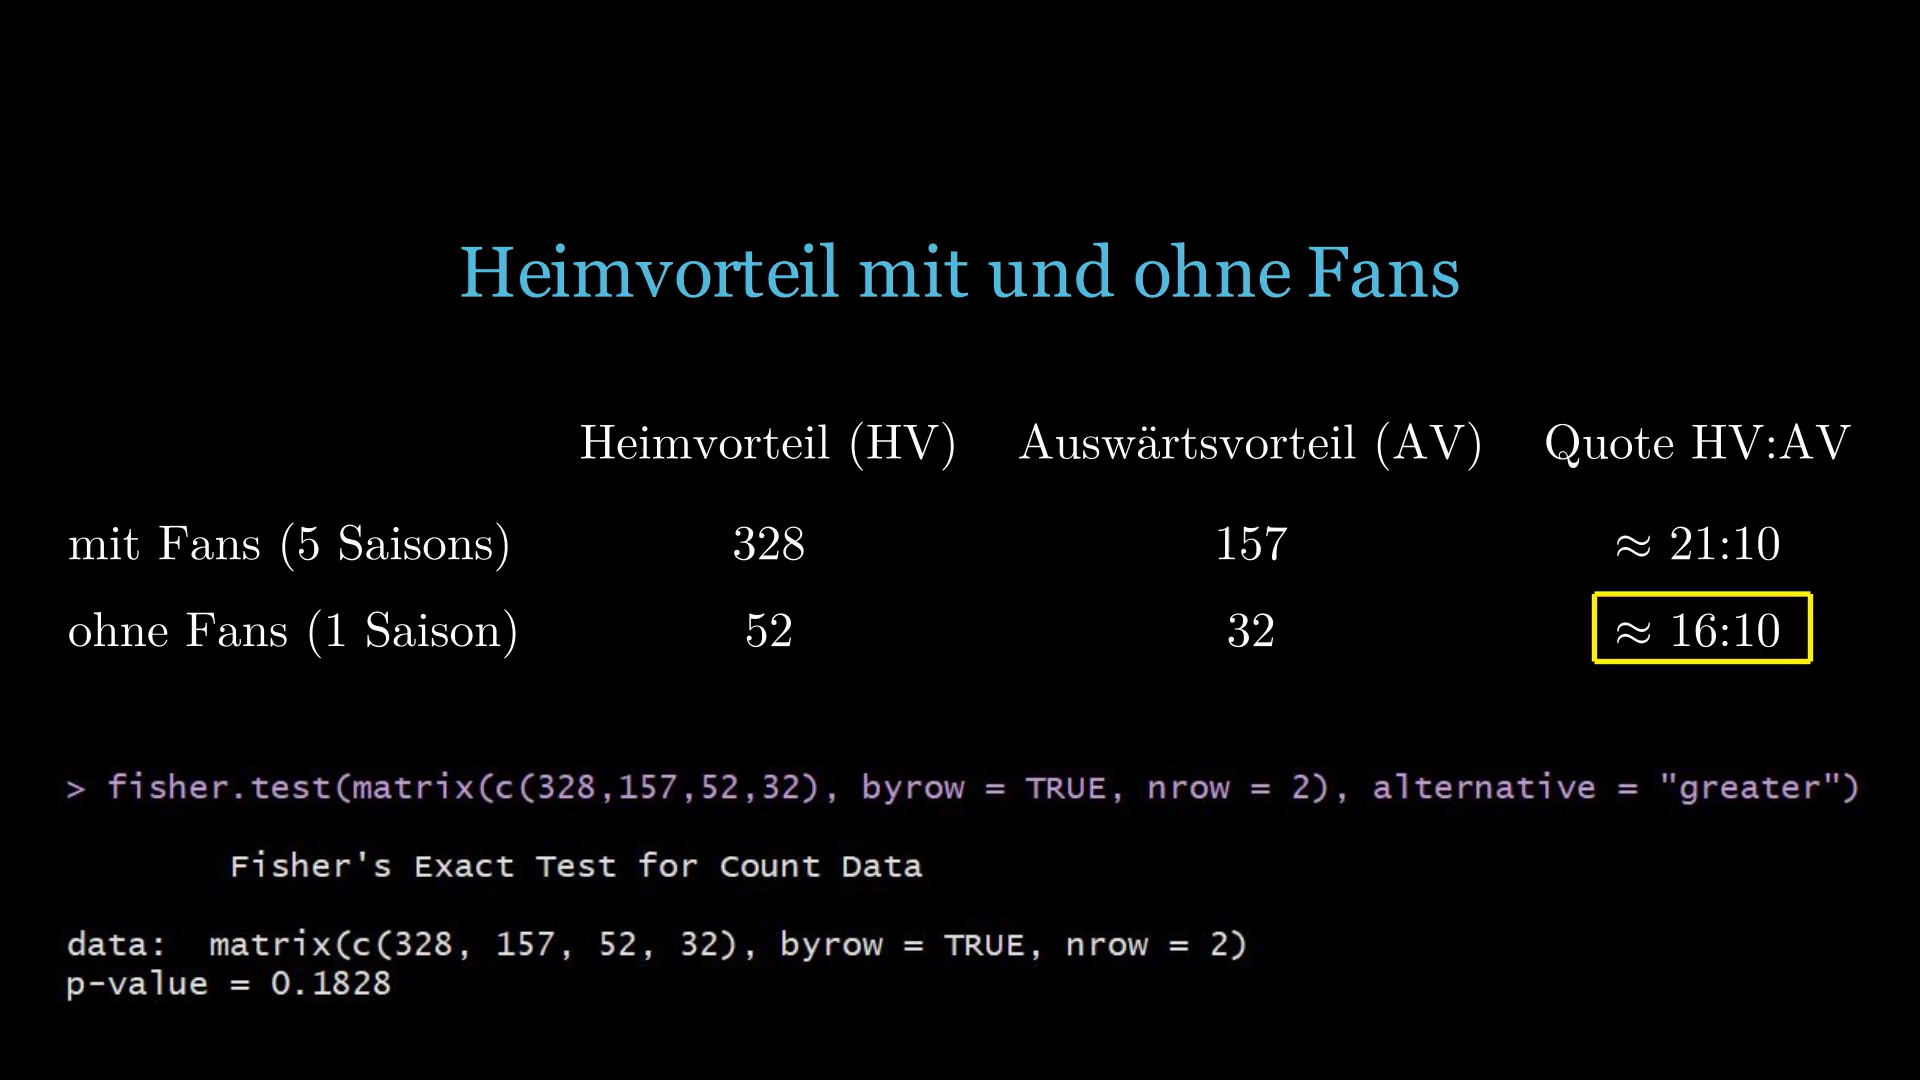 Heimvorteil mit und ohne Fans
Heimvorteil (HV) Auswärtsvorteil (AV) Quote HV:AV
mit Fans (5 Saisons) 328 157 ≈ 21:10
ohne Fans (1 Saison) 52 32 ≈ 16:10
> fisher.test(matrix(c(328,157,52,32), byrow = TRUE, nrow = 2), alternative = "greater")
Fisher's Exact Test for Count Data
data:  matrix(c(328, 157, 52, 32), byrow = TRUE, nrow = 2)
p-value = 0.1828